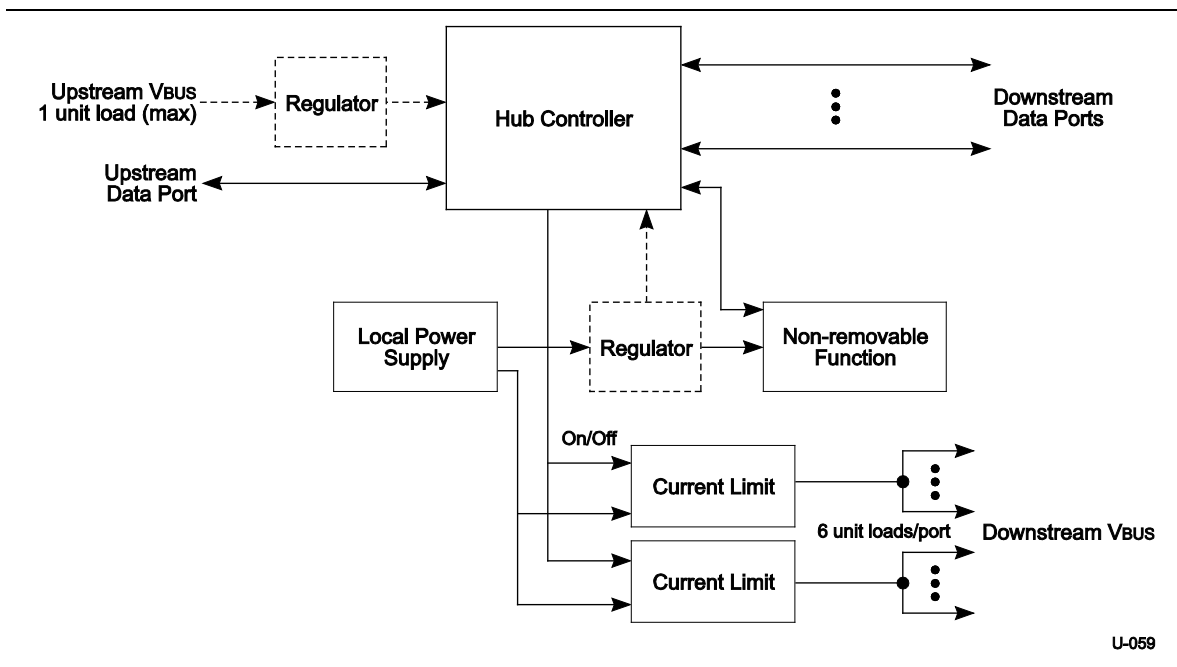 Upstream VBUS
1 unit load (max)
Regulator
Hub Controller
Downstream
Data Ports
Upstream
Data Port
Local Power
Supply
Regulator
Non-removable
Function
On/Off
Current Limit
6 unit loads/port
Downstream VBUS
Current Limit
U-059